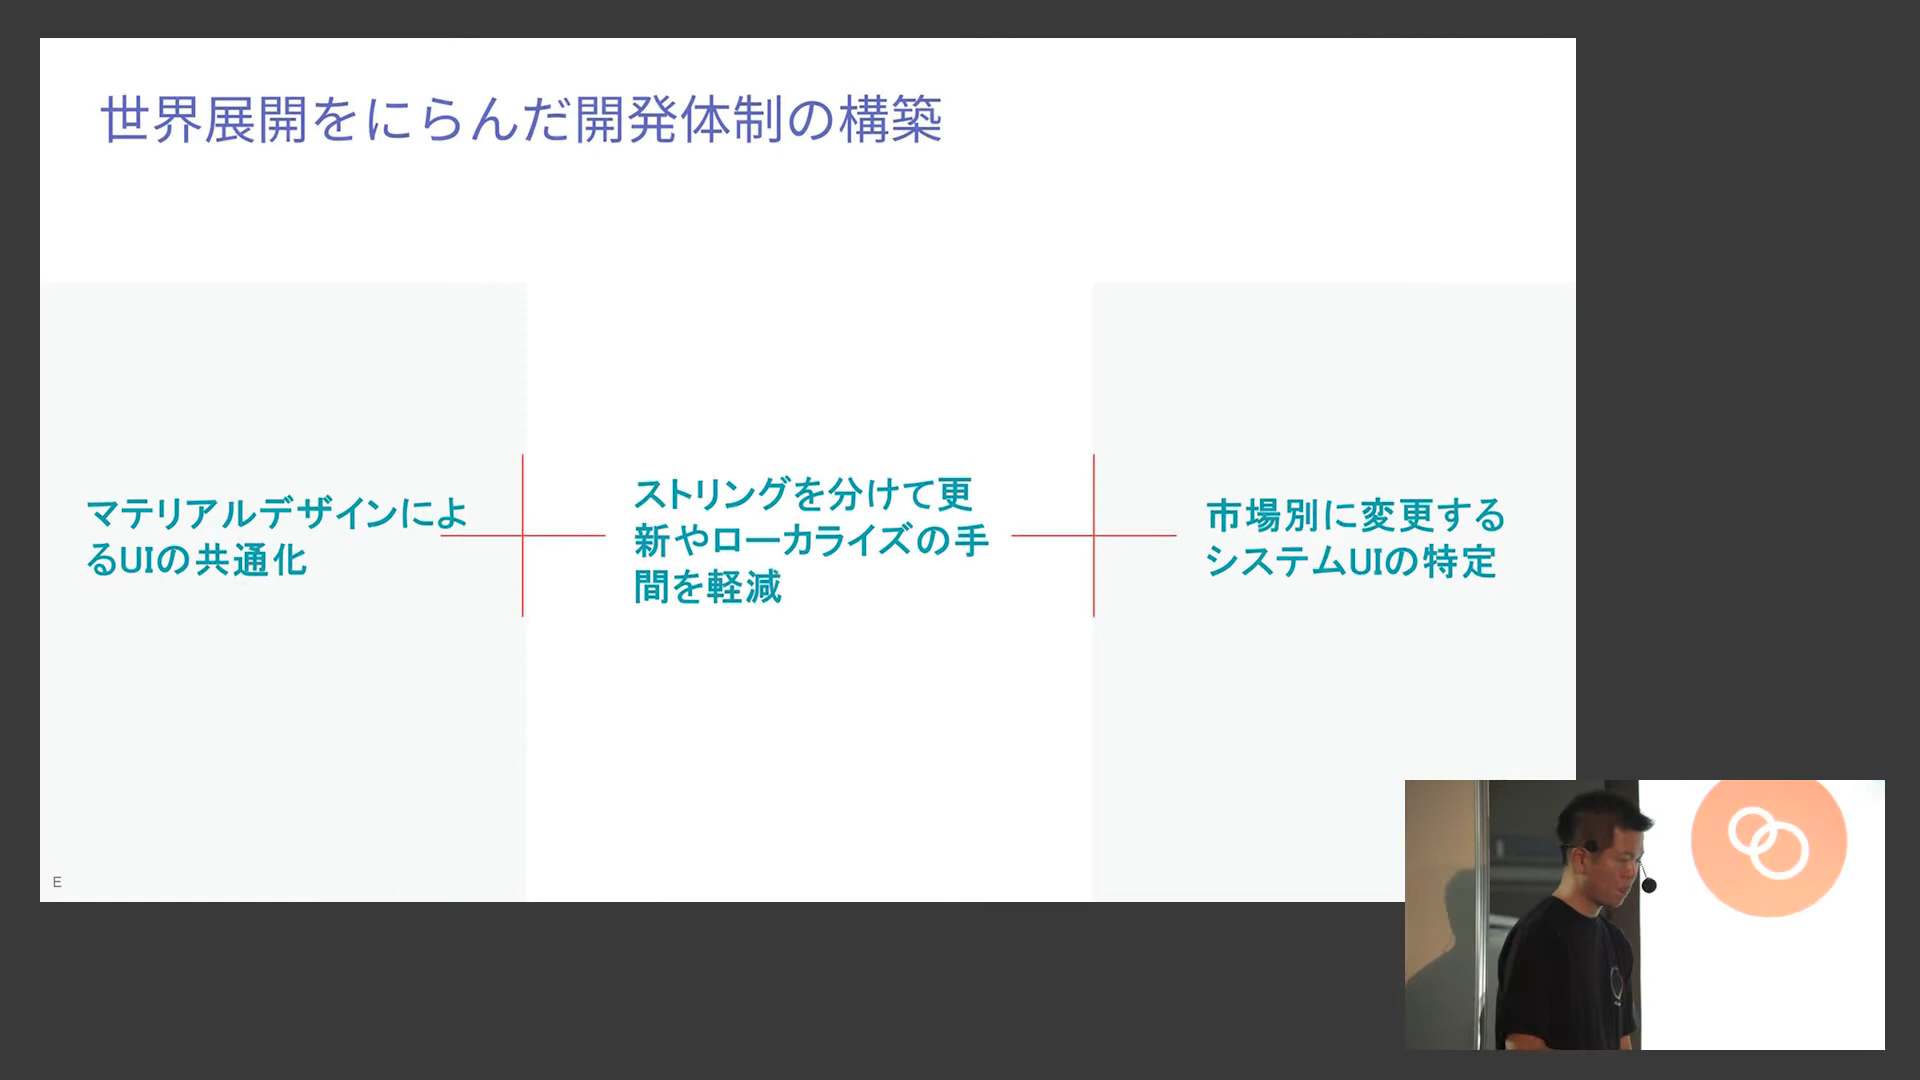 世界展開をにらんだ開発体制の構築
マテリアルデザインによ
るUIの共通化
ストリングを分けて更
新やローカライズの手
間を軽減
市場別に変更する
システムUIの特定
E